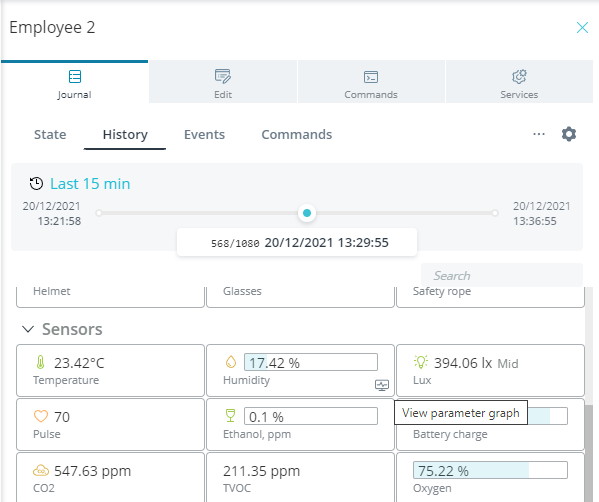 Employee 2
Journal
Edit
Commands
Services
State
History
Events
Commands
Last 15 min
20/12/2021
13:21:58
20/12/2021
13:36:55
568/1080 20/12/2021 13:29:55
Search
Helmet
Glasses
Safety rope
Sensors
23.42°C
Temperature
17.42 %
Humidity
394.06 lx Mid
Lux
70
Pulse
0.1 %
Ethanol, ppm
View parameter graph
Battery charge
547.63 ppm
CO2
211.35 ppm
TVOC
75.22 %
Oxygen